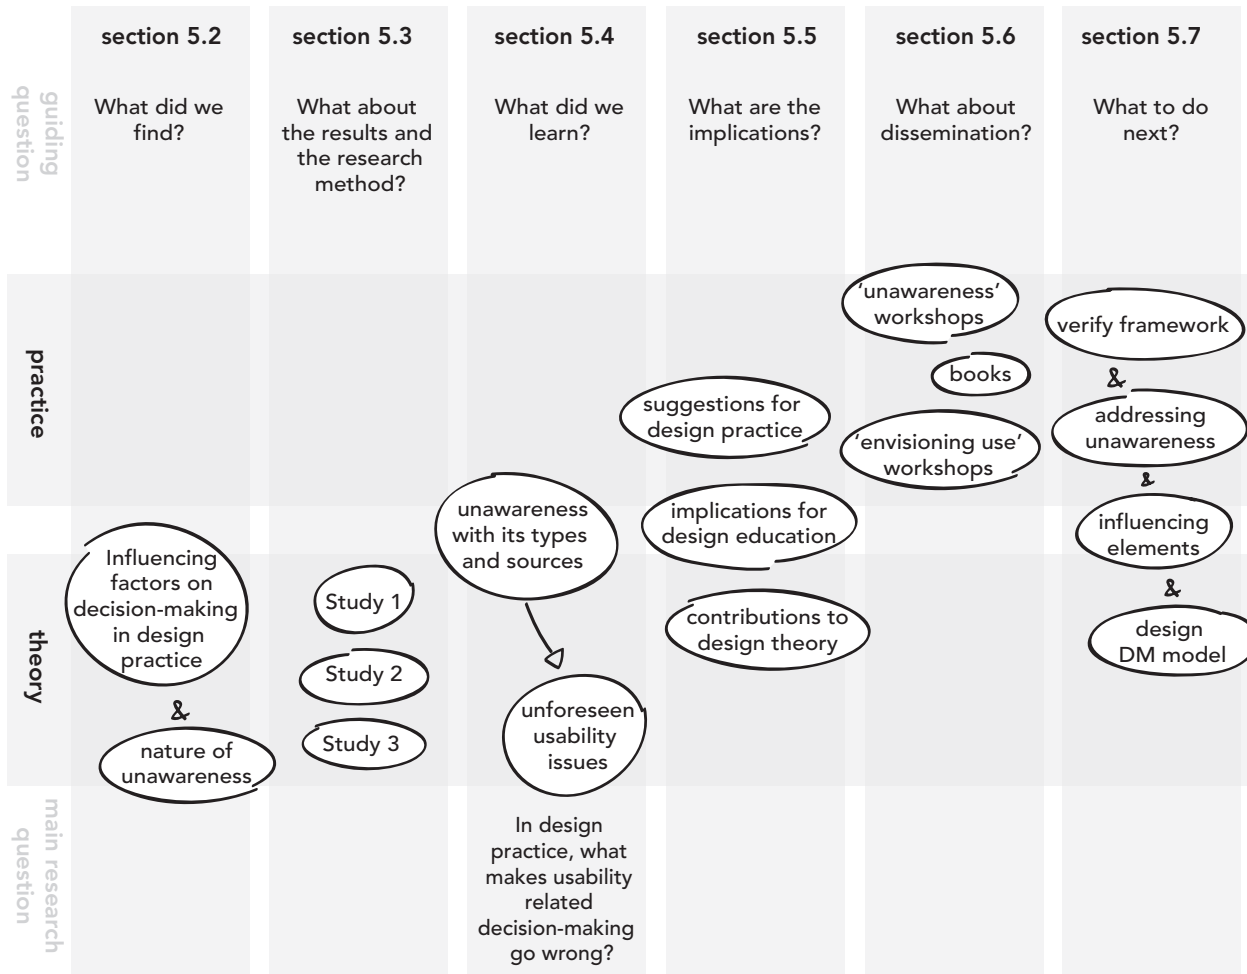 section 5.2
section 5.3
section 5.4
section 5.5
section 5.6
section 5.7
guiding
question
What did we
find?
What about
the results and
the research
method?
What did we
learn?
What are the
implications?
What about
dissemination?
What to do
next?
practice
'unawareness'
workshops
books
'envisioning use'
workshops
verify framework
&
addressing
unawareness
&
influencing
elements
&
design
DM model
suggestions for
design practice
implications for
design education
contributions to
design theory
unawareness
with its types
and sources
unforeseen
usability
issues
theory
Influencing
factors on
decision-making
in design
practice
&
nature of
unawareness
Study 1
Study 2
Study 3
main research
question
In design
practice, what
makes usability
related
decision-making
go wrong?